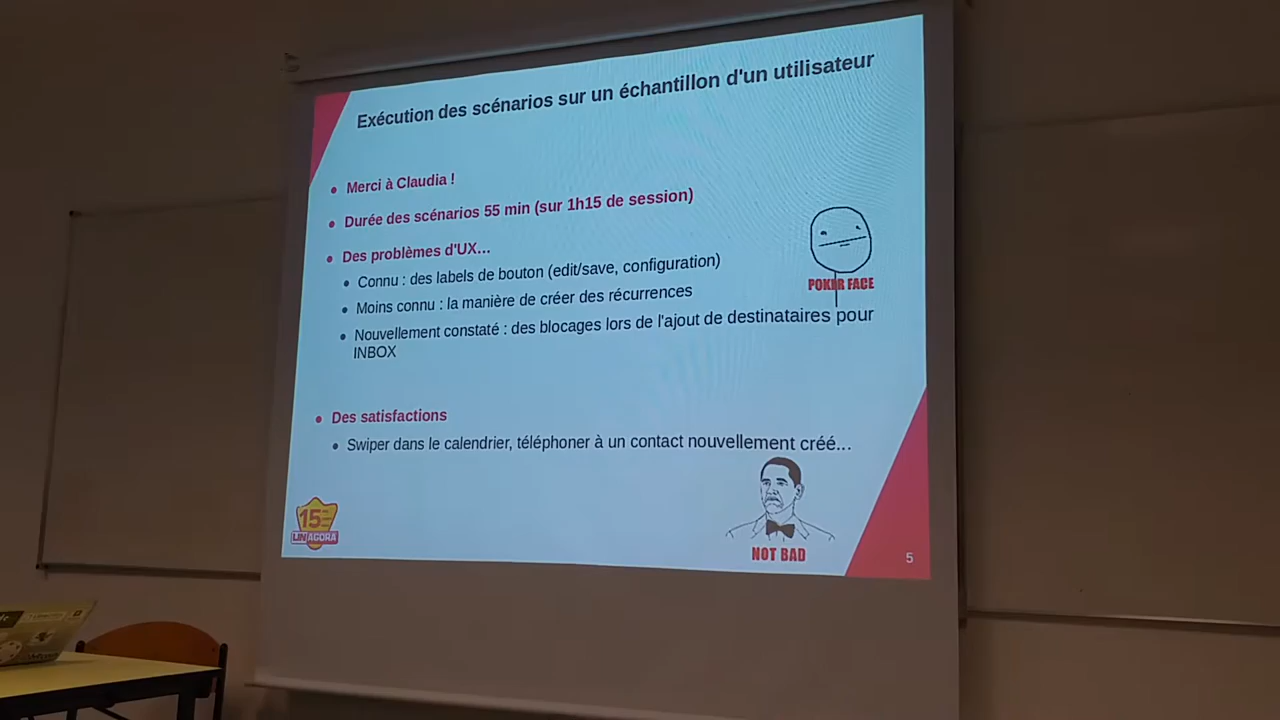 Exécution des scénarios sur un échantillon d'un utilisateur
Merci à Claudia !
Durée des scénarios 55 min (sur 1h15 de session)
Des problèmes d'UX...
Connu : des labels de bouton (edit/save, configuration)
Moins connu : la manière de créer des récurrences
POKER FACE
Nouvellement constaté : des blocages lors de l'ajout de destinataires pour
INBOX
Des satisfactions
Swiper dans le calendrier, téléphoner à un contact nouvellement créé...
15
LINAGORA
NOT BAD
5